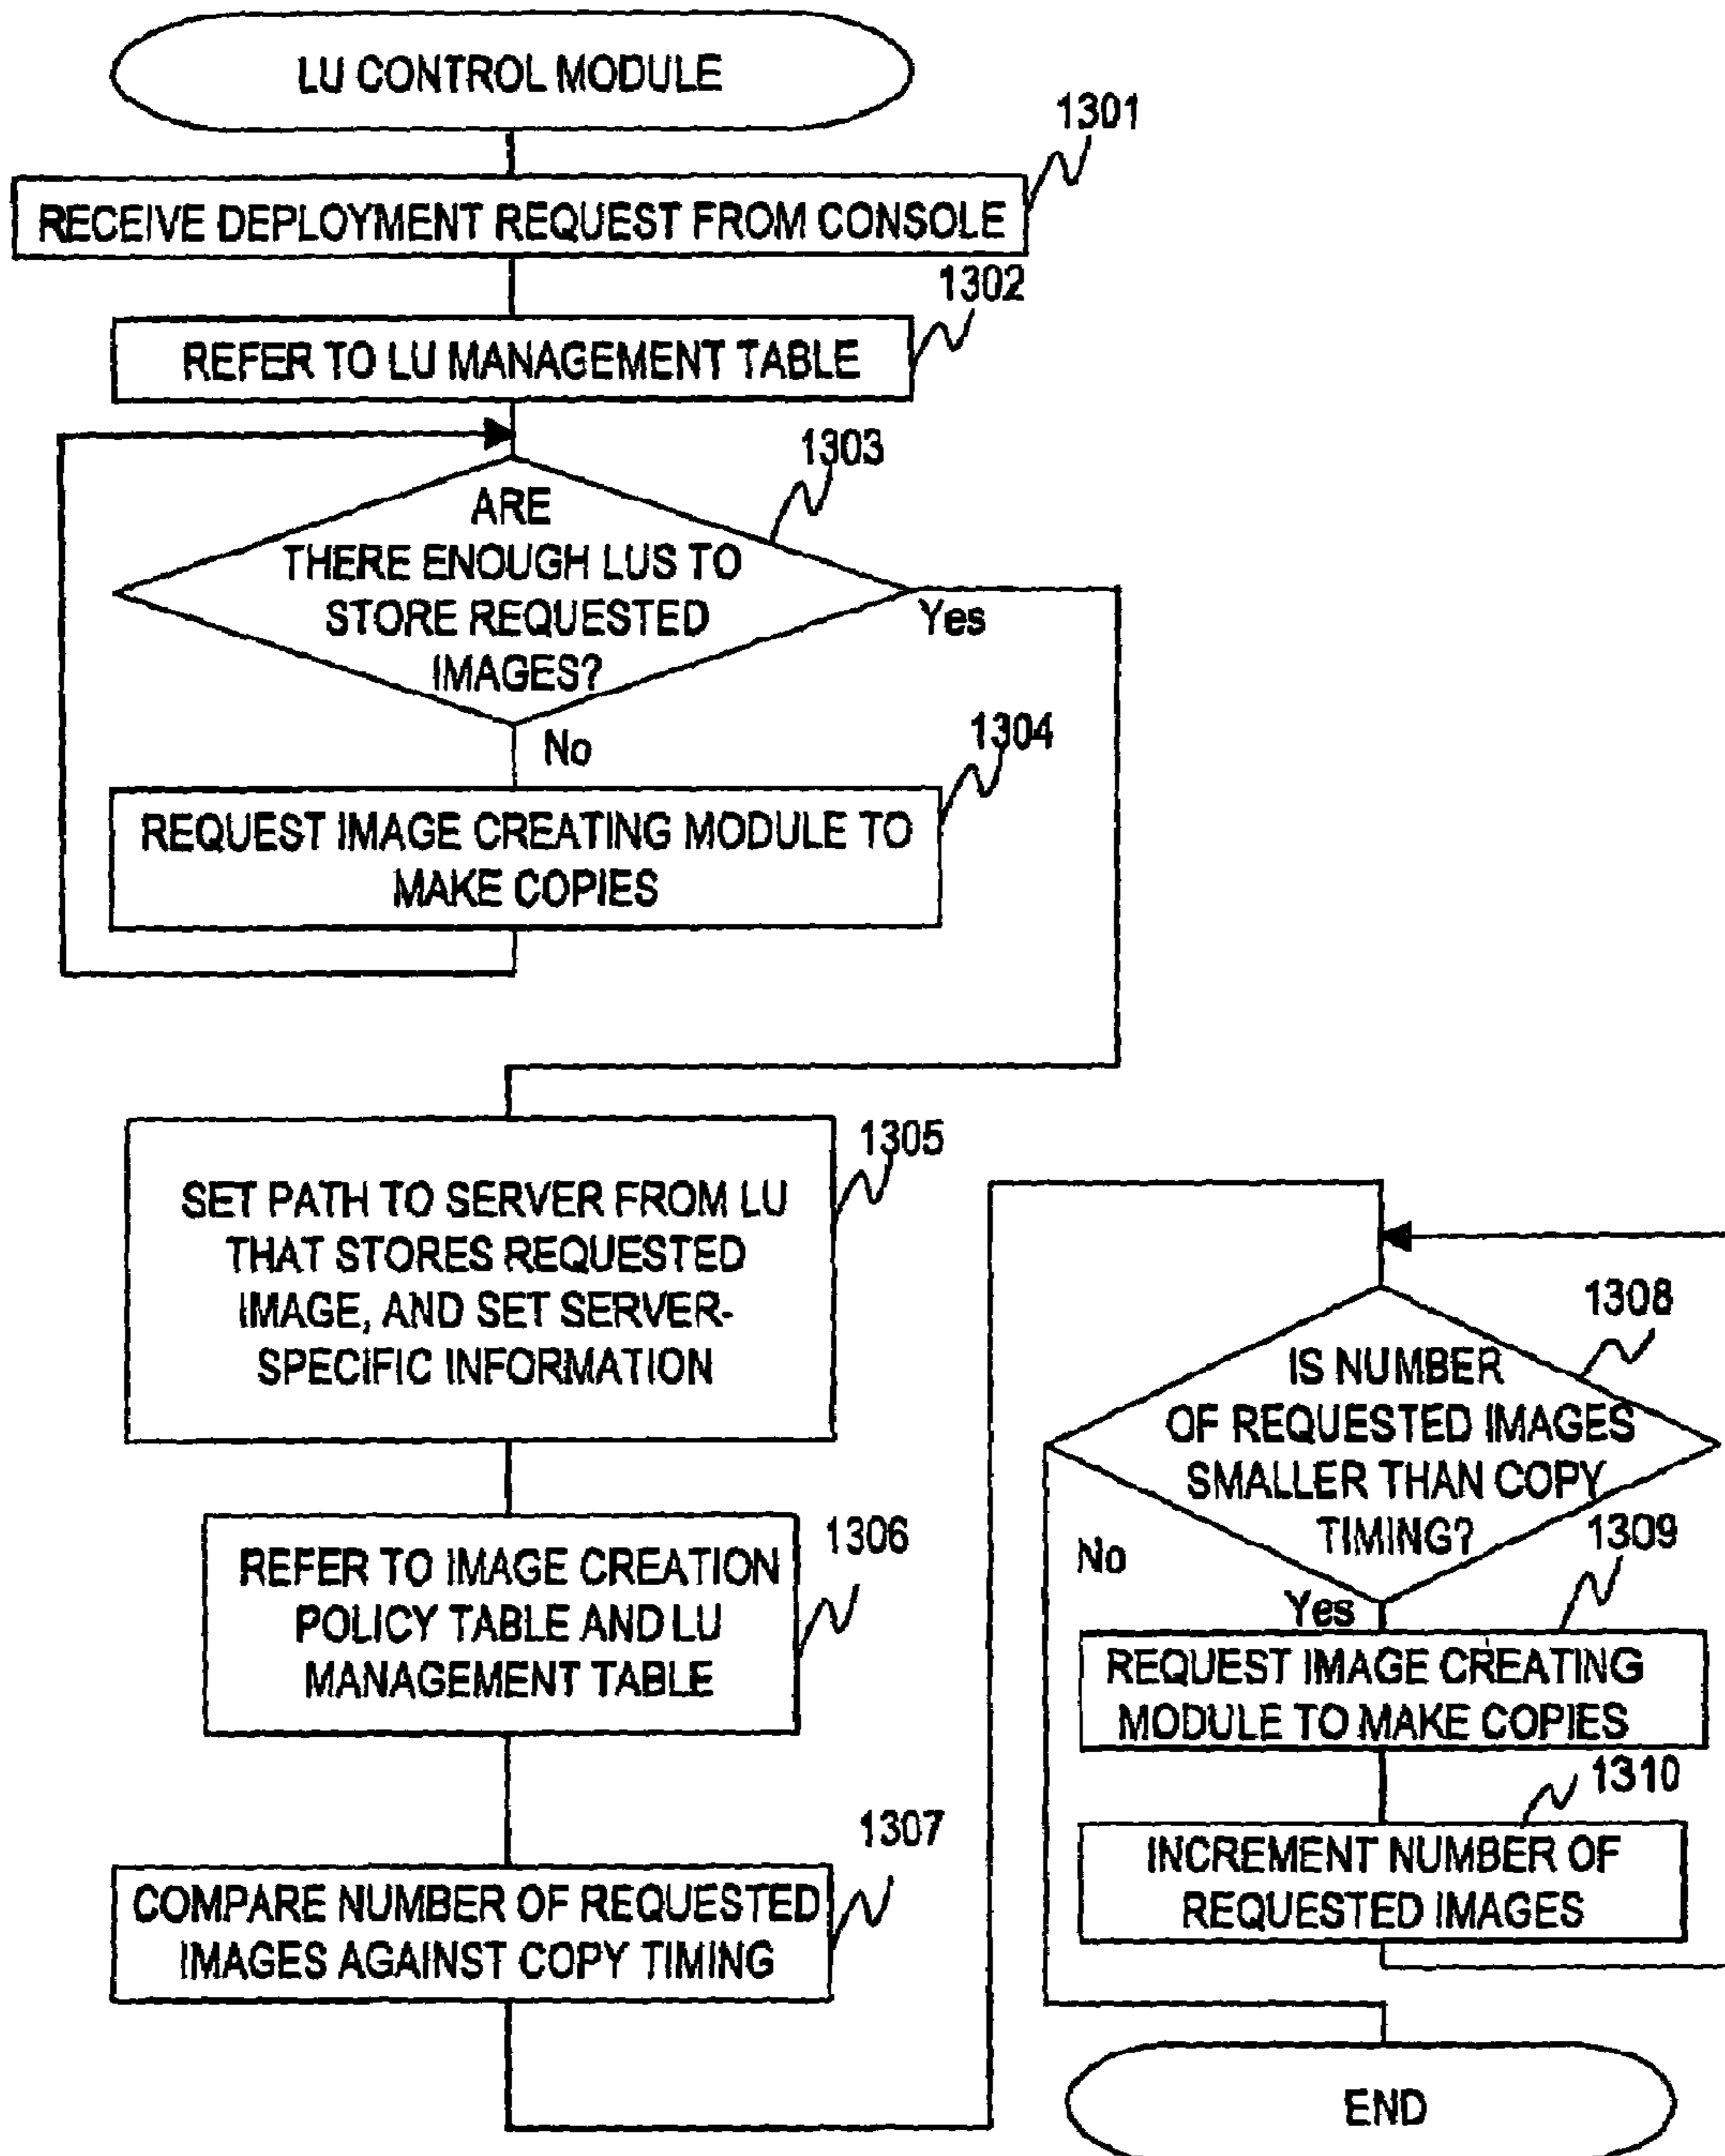 LU CONTROL MODULE
1301
RECEIVE DEPLOYMENT REQUEST FROM CONSOLE
1302
REFER TO LU MANAGEMENT TABLE
1303
ARE
THERE ENOUGH LUS TO
STORE REQUESTED
IMAGES?
Yes
No
1304
REQUEST IMAGE CREATING MODULE TO
MAKE COPIES
1305
SET PATH TO SERVER FROM LU
THAT STORES REQUESTED
IMAGE, AND SET SERVER-
SPECIFIC INFORMATION
1306
REFER TO IMAGE CREATION
POLICY TABLE AND LU
MANAGEMENT TABLE
1307
COMPARE NUMBER OF REQUESTED
IMAGES AGAINST COPY TIMING
1308
IS NUMBER
OF REQUESTED IMAGES
SMALLER THAN COPY
TIMING?
No
Yes
1309
REQUEST IMAGE CREATING
MODULE TO MAKE COPIES
1310
INCREMENT NUMBER OF
REQUESTED IMAGES
END